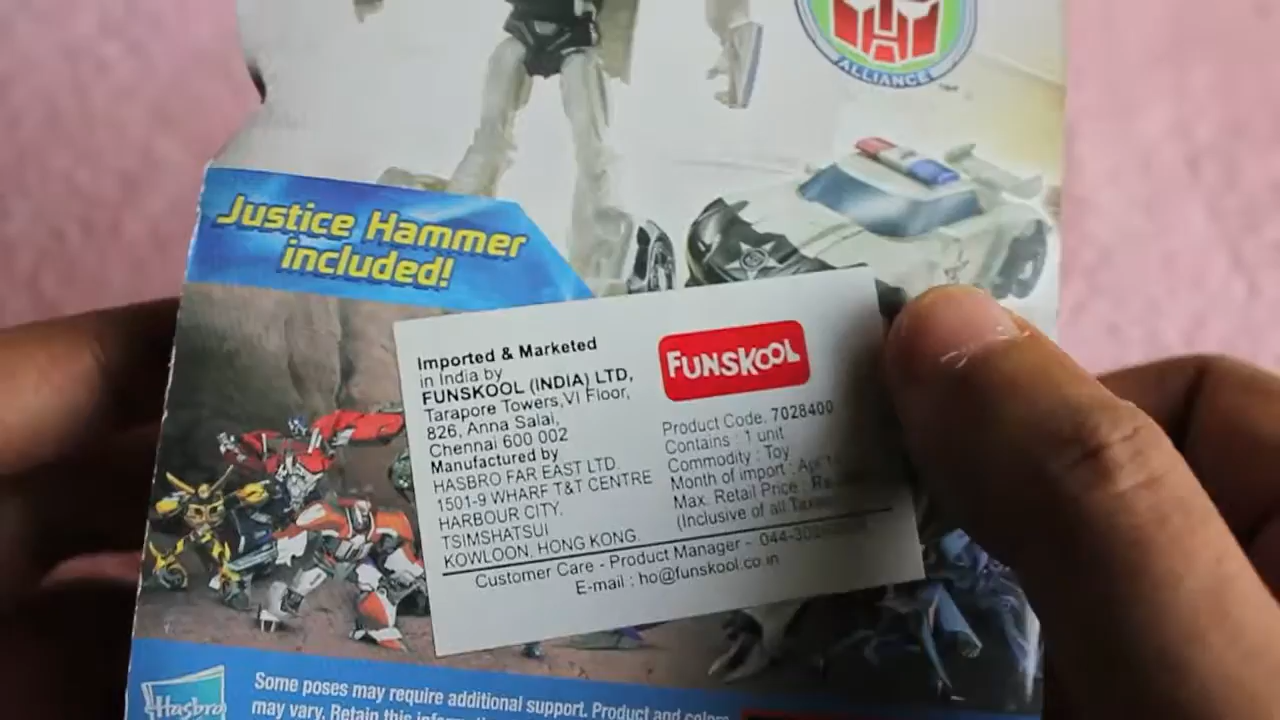 ALLIANCE
Justice Hammer
included!
Imported & Marketed
in India by
FUNSKOOL (INDIA) LTD,
Tarapore Towers,VI Floor,
826, Anna Salai,
Chennai 600 002
Manufactured by
HASBRO FAR EAST LTD.
1501-9 WHARF T&T CENTRE
HARBOUR CITY.
TSIMSHATSUI
KOWLOON, HONG KONG.
FUNSKOOL
Product Code. 7028400
Contains : 1 unit
Commodity : Toy
Month of import :
Max. Retail Price :
(Inclusive of all
Customer Care - Product Manager -
E-mail : ho@funskool.co.in
Hasbro
Some poses may require additional support. Product and colors
may vary. Retain this